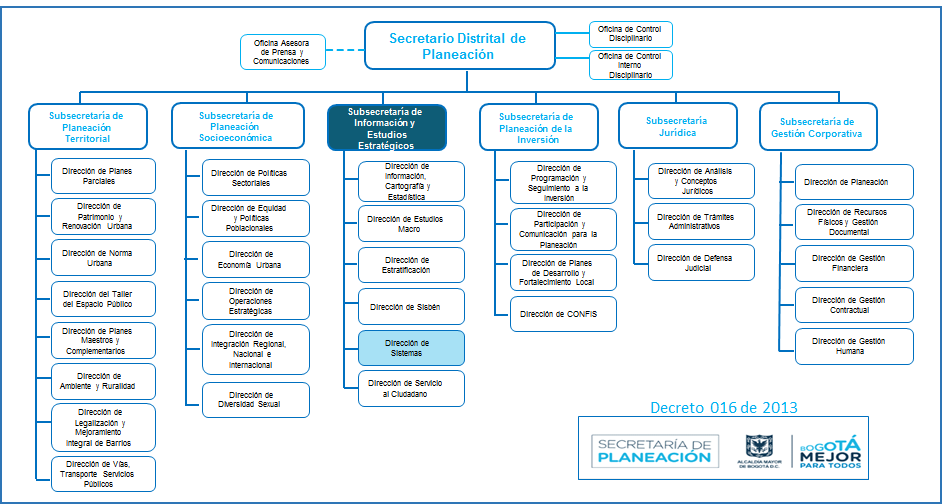 Secretario Distrital de
Planeación
Oficina Asesora
de Prensa y
Comunicaciones
Oficina de Control
Disciplinario
Oficina de Control
Interno
Disciplinario
Subsecretaría de
Planeación
Territorial
Dirección de Planes
Parciales
Dirección de
Patrimonio y
Renovación Urbana
Dirección de Norma
Urbana
Dirección del Taller
del Espacio Público
Dirección de Planes
Maestros y
Complementarios
Dirección de
Ambiente y Ruralidad
Dirección de
Legalización y
Mejoramiento
Integral de Barrios
Dirección de Vías,
Transporte Servicios
Públicos
Subsecretaría de
Planeación
Socioeconómica
Dirección de Políticas
Sectoriales
Dirección de Equidad
y Políticas
Poblacionales
Dirección de
Economía Urbana
Dirección de
Operaciones
Estratégicas
Dirección de
Integración Regional,
Nacional e
Internacional
Dirección de
Diversidad Sexual
Subsecretaría de
Información y
Estudios
Estratégicos
Dirección de
Información,
Cartografía y
Estadística
Dirección de Estudios
Macro
Dirección de
Estratificación
Dirección de Sisbén
Dirección de
Sistemas
Dirección de Servicio
al Ciudadano
Subsecretaría de
Planeación de la
Inversión
Dirección de
Programación y
Seguimiento a la
Inversión
Dirección de
Participación y
Comunicación para la
Planeación
Dirección de Planes
de Desarrollo y
Fortalecimiento Local
Dirección de CONFIS
Subsecretaría
Jurídica
Dirección de Análisis
y Conceptos
Jurídicos
Dirección de Trámites
Administrativos
Dirección de Defensa
Judicial
Subsecretaría de
Gestión Corporativa
Dirección de Planeación
Dirección de Recursos
Físicos y Gestión
Documental
Dirección de Gestión
Financiera
Dirección de Gestión
Contractual
Dirección de Gestión
Humana
Decreto 016 de 2013
SECRETARÍA DE
PLANEACIÓN
ALCALDÍA MAYOR
DE BOGOTÁ D.C.
BOGOTÁ
MEJOR
PARA TODOS